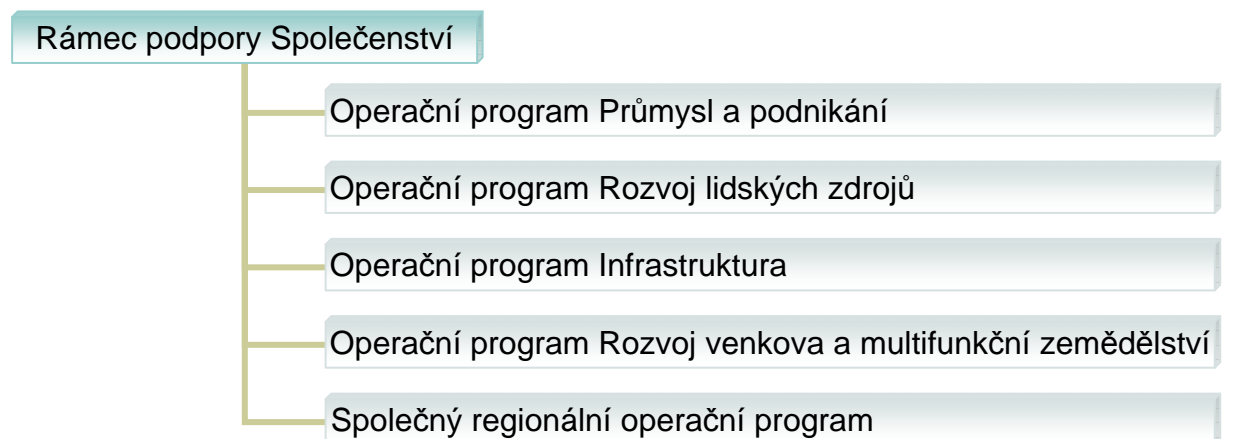 Rámec podpory Společenství
Operační program Průmysl a podnikání
Operační program Rozvoj lidských zdrojů
Operační program Infrastruktura
Operační program Rozvoj venkova a multifunkční zemědělství
Společný regionální operační program